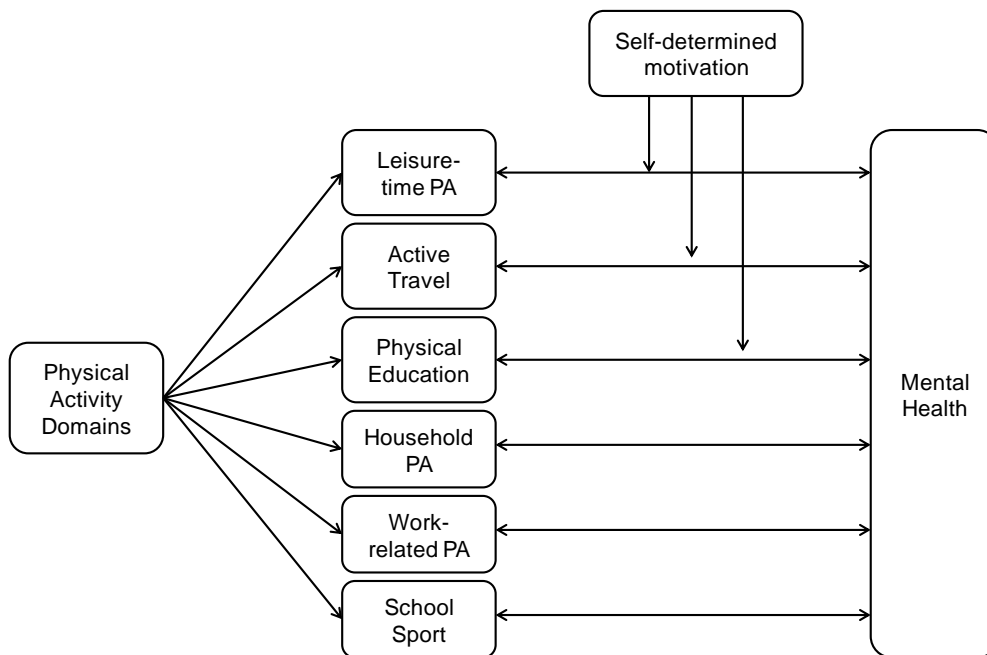 Self-determined
motivation
Leisure-
time PA
Active
Travel
Physical
Education
Physical
Activity
Domains
Mental
Health
Household
PA
Work-
related PA
School
Sport